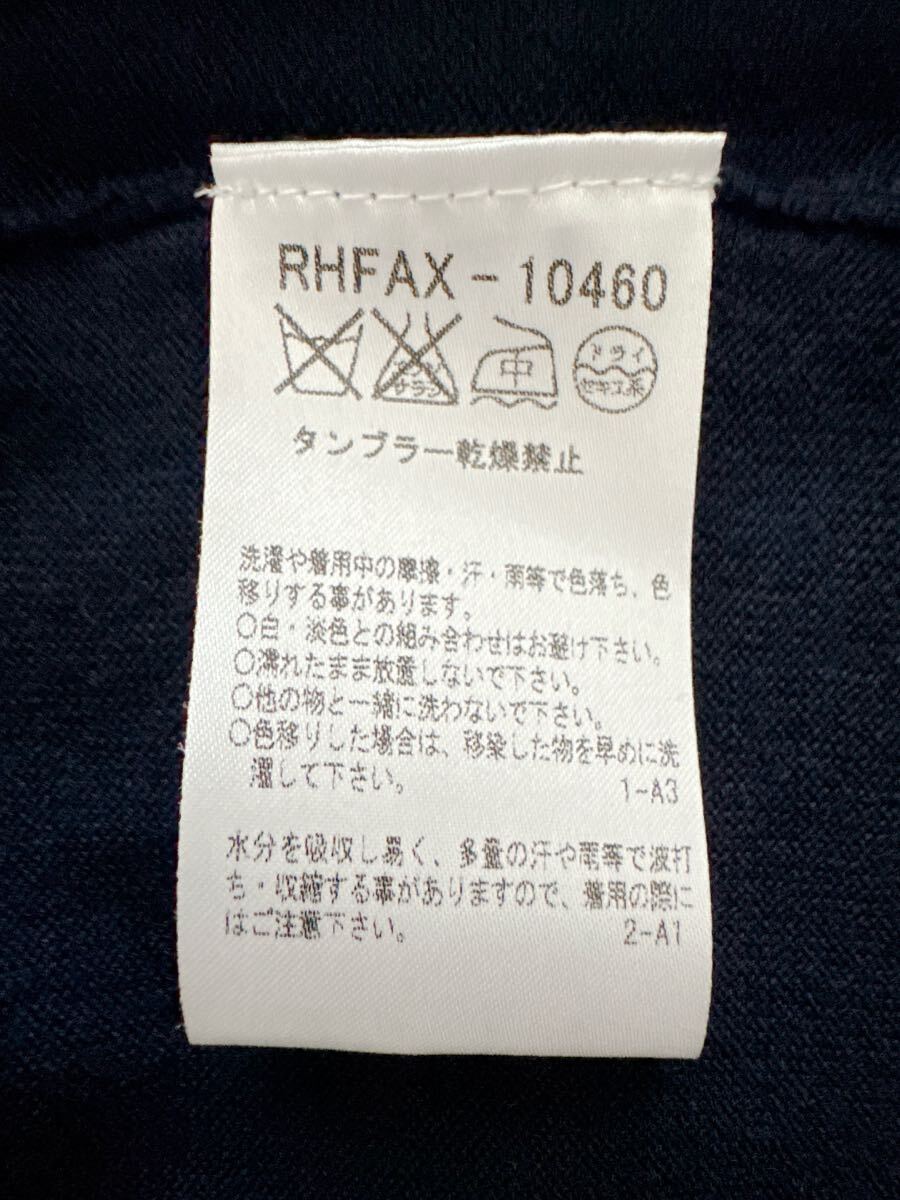 RHFAX-10460
エンソ
サラシ
中
ドライ
セキユ系
タンブラー乾燥禁止
洗濯や着用中の摩擦・汗・雨等で色落ち、色
移りする事があります。
○白・淡色との組み合わせはお避け下さい。
○濡れたまま放置しないで下さい。
○他の物と一緒に洗わないで下さい。
○色移りした場合は、移染した物を早めに洗
濯して下さい。
1-A3
水分を吸収し易く、多量の汗や雨等で波打
ち・収縮する事がありますので、着用の際に
はご注意下さい。
2-A1